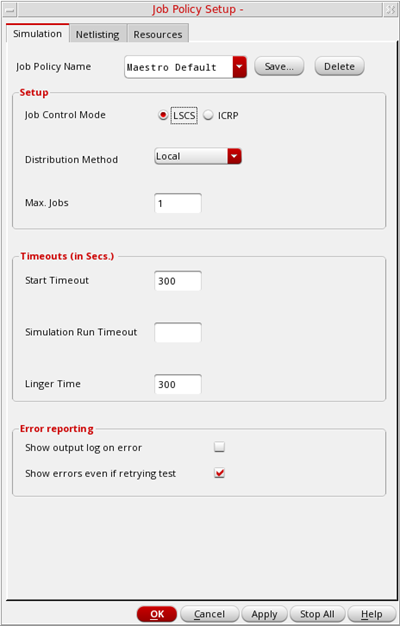 Job Policy Setup -
Simulation Netlisting Resources
Job Policy Name Maestro Default Save... Delete
Setup
Job Control Mode LSCS ICRP
Distribution Method Local
Max. Jobs 1
Timeouts (in Secs.)
Start Timeout 300
Simulation Run Timeout
Linger Time 300
Error reporting
Show output log on error
Show errors even if retrying test
OK Cancel Apply Stop All Help